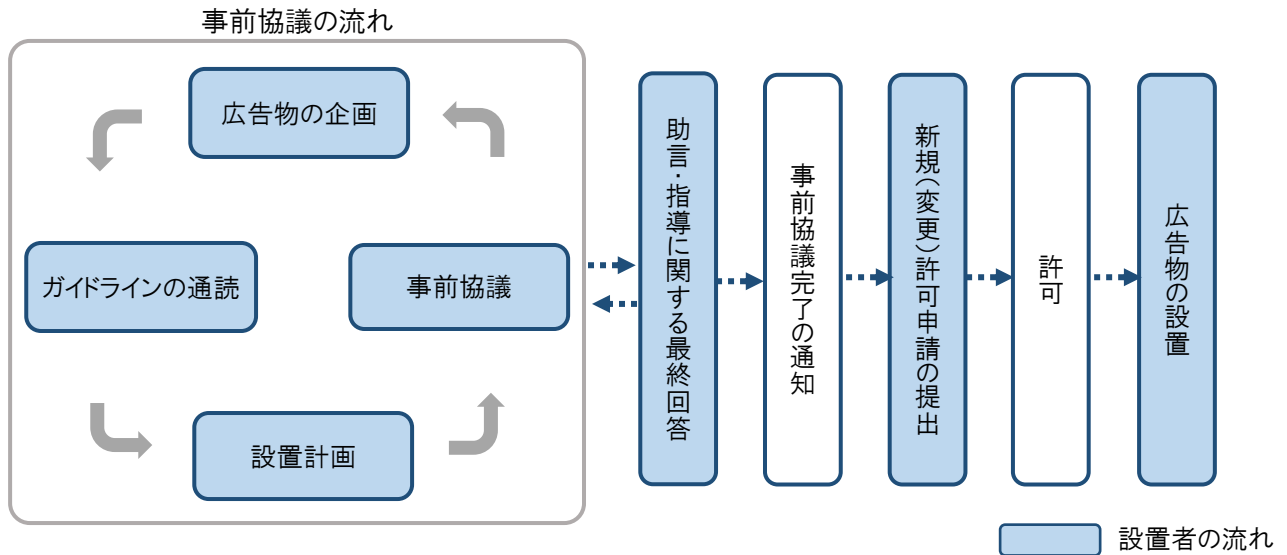 事前協議の流れ
広告物の企画
ガイドラインの通読
事前協議
設置計画
助言・指導に関する最終回答
事前協議完了の通知
新規(変更)許可申請の提出
許可
広告物の設置
設置者の流れ